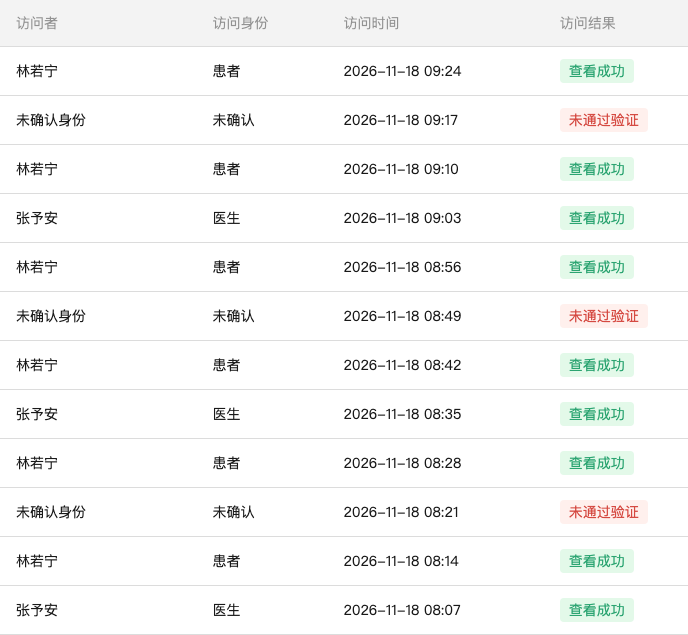 访问者 访问身份 访问时间 访问结果
林若宁 患者 2026-11-18 09:24 查看成功
未确认身份 未确认 2026-11-18 09:17 未通过验证
林若宁 患者 2026-11-18 09:10 查看成功
张予安 医生 2026-11-18 09:03 查看成功
林若宁 患者 2026-11-18 08:56 查看成功
未确认身份 未确认 2026-11-18 08:49 未通过验证
林若宁 患者 2026-11-18 08:42 查看成功
张予安 医生 2026-11-18 08:35 查看成功
林若宁 患者 2026-11-18 08:28 查看成功
未确认身份 未确认 2026-11-18 08:21 未通过验证
林若宁 患者 2026-11-18 08:14 查看成功
张予安 医生 2026-11-18 08:07 查看成功